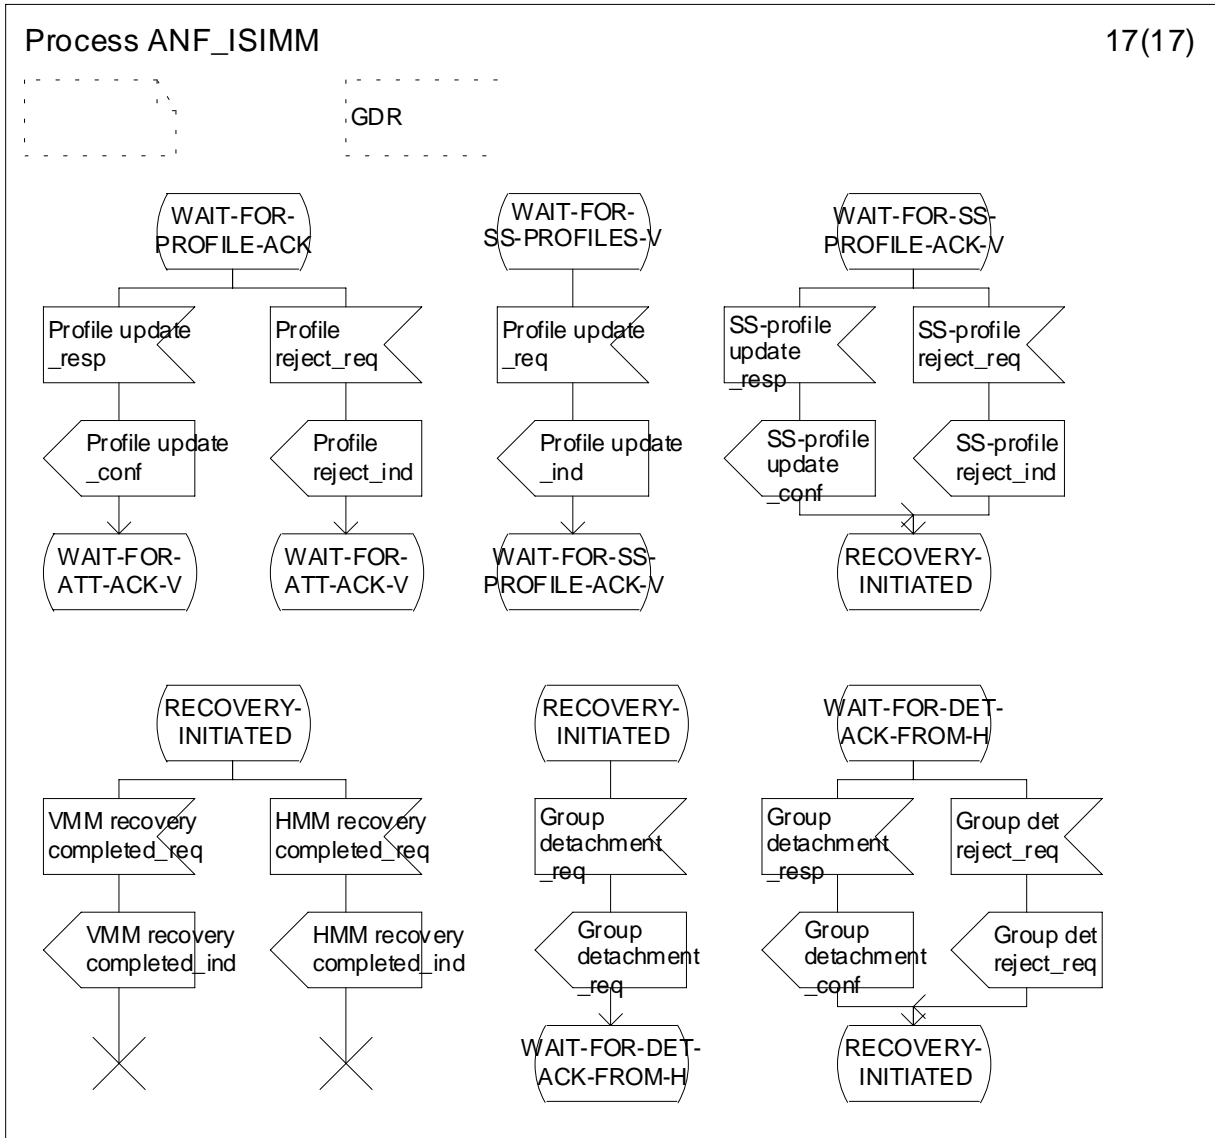 Process ANF_ISIMM
17(17)
GDR
WAIT-FOR-
PROFILE-ACK
WAIT-FOR-
SS-PROFILES-V
WAIT-FOR-SS-
PROFILE-ACK-V
Profile update
_resp
Profile
reject_req
Profile update
_req
SS-profile
update
_resp
SS-profile
reject_req
Profile update
_conf
Profile
reject_ind
Profile update
_ind
SS-profile
update
_conf
SS-profile
reject_ind
WAIT-FOR-
ATT-ACK-V
WAIT-FOR-
ATT-ACK-V
WAIT-FOR-SS-
PROFILE-ACK-V
RECOVERY-
INITIATED
RECOVERY-
INITIATED
RECOVERY-
INITIATED
WAIT-FOR-DET-
ACK-FROM-H
VMM recovery
completed_req
HMM recovery
completed_req
Group
detachment
_req
Group
detachment
_resp
Group det
reject_req
VMM recovery
completed_ind
HMM recovery
completed_ind
Group
detachment
_req
Group
detachment
_conf
Group det
reject_req
WAIT-FOR-DET-
ACK-FROM-H
RECOVERY-
INITIATED